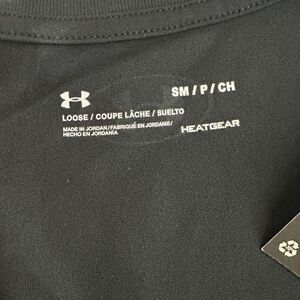 SM / P / CH
LOOSE / COUPE LÂCHE / SUELTO
MADE IN JORDAN / FABRIQUÉ EN JORDANIE /
HECHO EN JORDANIA
HEATGEAR